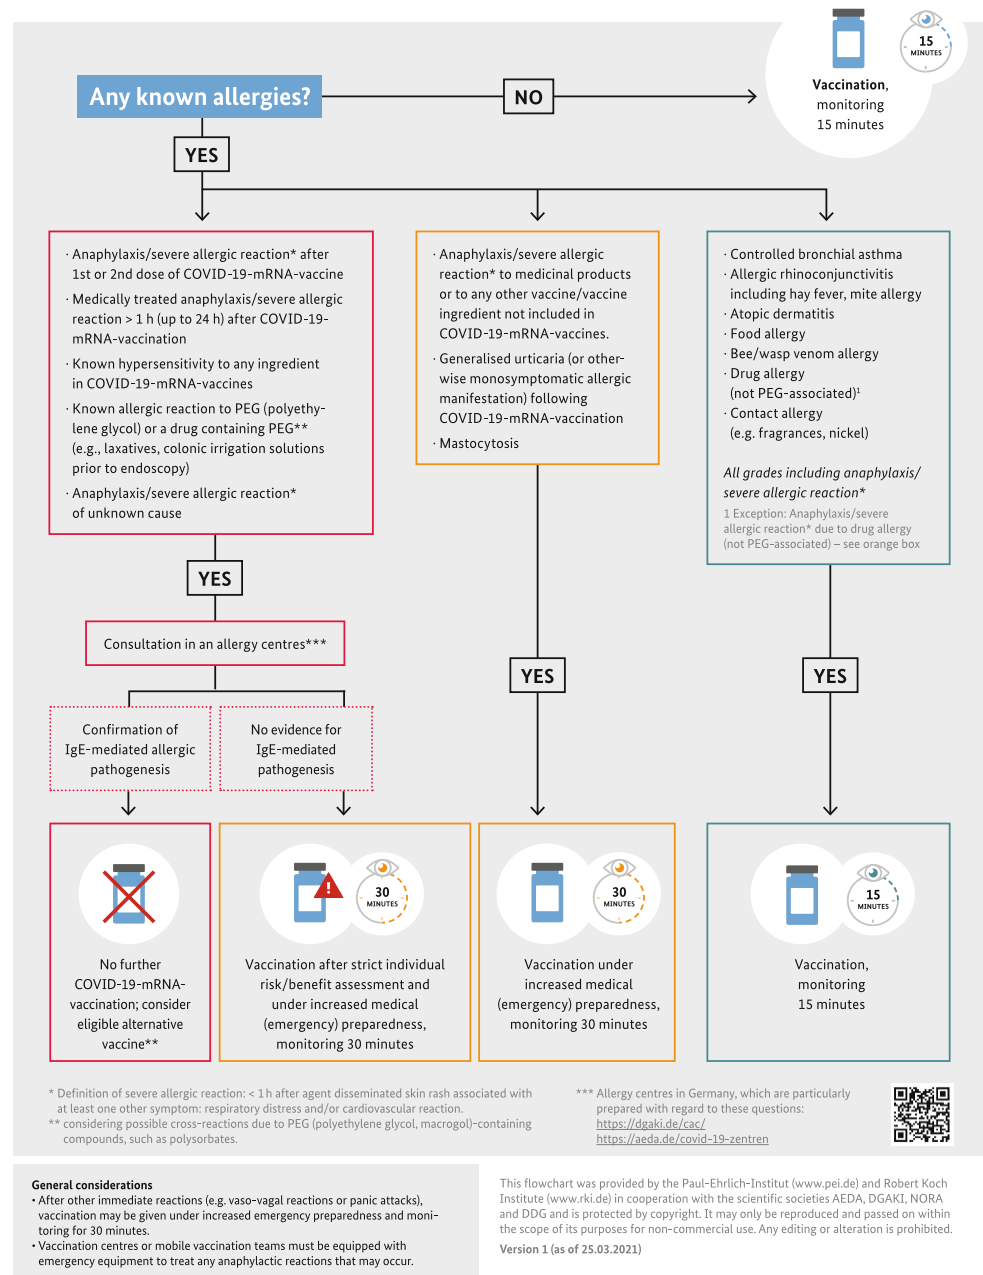 15
MINUTES
Vaccination,
monitoring
15 minutes
Any known allergies?
NO
YES
· Anaphylaxis/severe allergic reaction* after
1st or 2nd dose of COVID-19-mRNA-vaccine
· Medically treated anaphylaxis/severe allergic
reaction > 1 h (up to 24 h) after COVID-19-
mRNA-vaccination
· Known hypersensitivity to any ingredient
in COVID-19-mRNA-vaccines
· Known allergic reaction to PEG (polyethy-
lene glycol) or a drug containing PEG**
(e.g., laxatives, colonic irrigation solutions
prior to endoscopy)
· Anaphylaxis/severe allergic reaction*
of unknown cause
· Anaphylaxis/severe allergic
reaction* to medicinal products
or to any other vaccine/vaccine
ingredient not included in
COVID-19-mRNA-vaccines.
· Generalised urticaria (or other-
wise monosymptomatic allergic
manifestation) following
COVID-19-mRNA-vaccination
· Mastocytosis
· Controlled bronchial asthma
· Allergic rhinoconjunctivitis
including hay fever, mite allergy
· Atopic dermatitis
· Food allergy
· Bee/wasp venom allergy
· Drug allergy
(not PEG-associated)¹
· Contact allergy
(e.g. fragrances, nickel)
All grades including anaphylaxis/
severe allergic reaction*
1 Exception: Anaphylaxis/severe
allergic reaction* due to drug allergy
(not PEG-associated) – see orange box
YES
Consultation in an allergy centres***
YES
YES
Confirmation of
IgE-mediated allergic
pathogenesis
No evidence for
IgE-mediated
pathogenesis
No further
COVID-19-mRNA-
vaccination; consider
eligible alternative
vaccine**
!
30
MINUTES
Vaccination after strict individual
risk/benefit assessment and
under increased medical
(emergency) preparedness,
monitoring 30 minutes
30
MINUTES
Vaccination under
increased medical
(emergency) preparedness,
monitoring 30 minutes
15
MINUTES
Vaccination,
monitoring
15 minutes
* Definition of severe allergic reaction: < 1 h after agent disseminated skin rash associated with
at least one other symptom: respiratory distress and/or cardiovascular reaction.
** considering possible cross-reactions due to PEG (polyethylene glycol, macrogol)-containing
compounds, such as polysorbates.
*** Allergy centres in Germany, which are particularly
prepared with regard to these questions:
https://dgaki.de/cac/
https://aeda.de/covid-19-zentren
General considerations
• After other immediate reactions (e.g. vaso-vagal reactions or panic attacks),
vaccination may be given under increased emergency preparedness and moni-
toring for 30 minutes.
• Vaccination centres or mobile vaccination teams must be equipped with
emergency equipment to treat any anaphylactic reactions that may occur.
This flowchart was provided by the Paul-Ehrlich-Institut (www.pei.de) and Robert Koch
Institute (www.rki.de) in cooperation with the scientific societies AEDA, DGAKI, NORA
and DDG and is protected by copyright. It may only be reproduced and passed on within
the scope of its purposes for non-commercial use. Any editing or alteration is prohibited.
Version 1 (as of 25.03.2021)